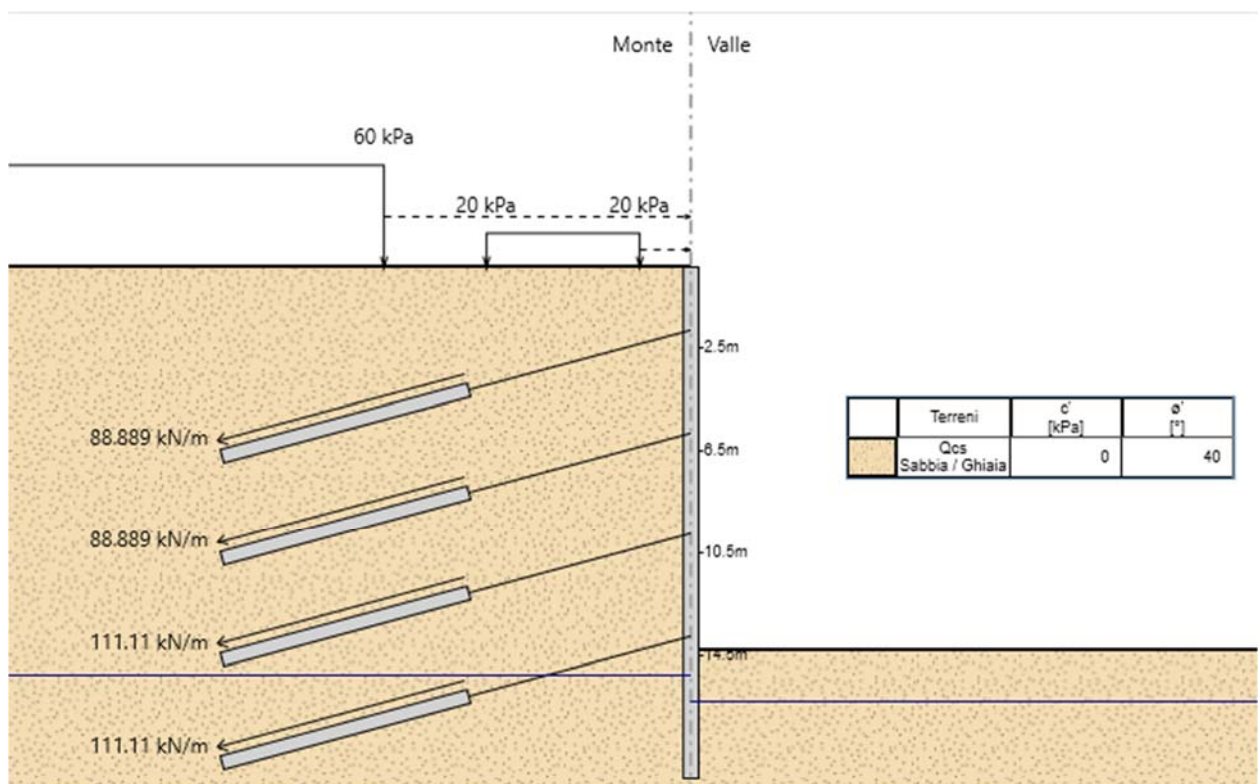 Monte Valle
60 kPa
20 kPa 20 kPa
2.5m
88.889 kN/m
6.5m
88.889 kN/m
10.5m
111.11 kN/m
14.6m
111.11 kN/m
Terreni c' ø'
[kPa] [°]
Qcs 0 40
Sabbia / Ghiaia